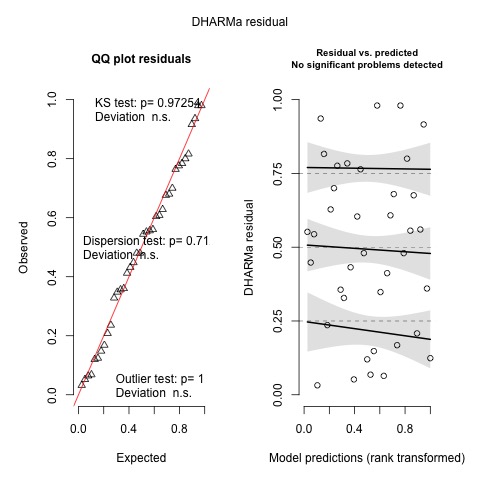 DHARMa residual
QQ plot residuals
KS test: p= 0.97254
Deviation n.s.
Dispersion test: p= 0.71
Deviation n.s.
Outlier test: p= 1
Deviation n.s.
Observed
0.0
0.2
0.4
0.6
0.8
1.0
0.0
0.4
0.8
Expected
Residual vs. predicted
No significant problems detected
DHARMa residual
0.00
0.25
0.50
0.75
1.00
0.0
0.4
0.8
Model predictions (rank transformed)